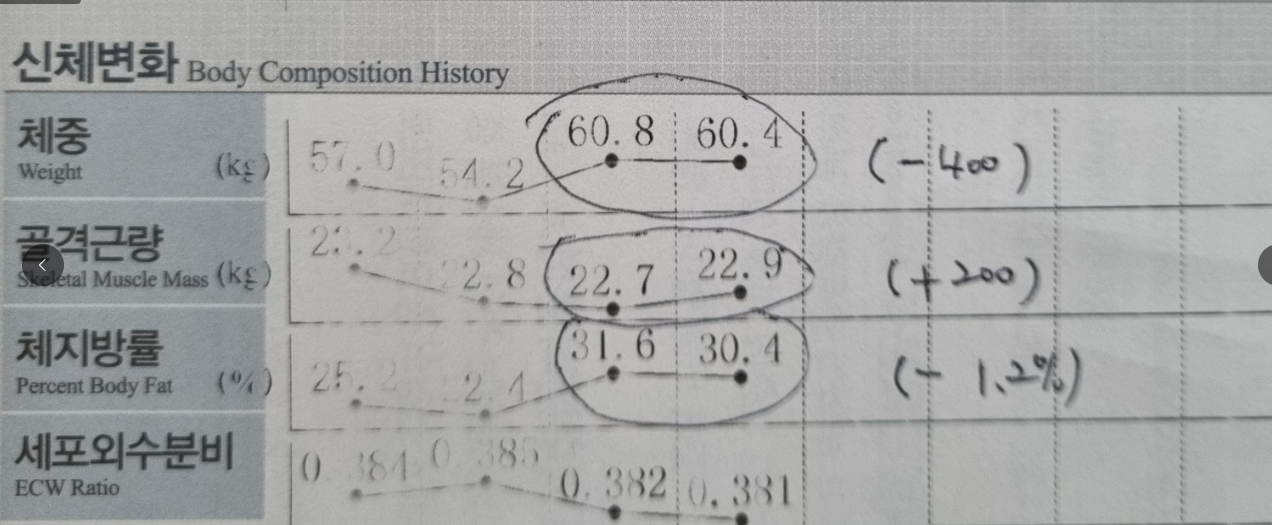 신체변화 Body Composition History
체중
Weight (kg) 57.0 54.2 60.8 60.4 (-400)
골격근량
Skeletal Muscle Mass (kg) 22.8 22.7 22.9 (+200)
체지방률
Percent Body Fat (%) 31.6 30.4 (-1.2%)
세포외수분비
ECW Ratio 0.384 0.385 0.382 0.381